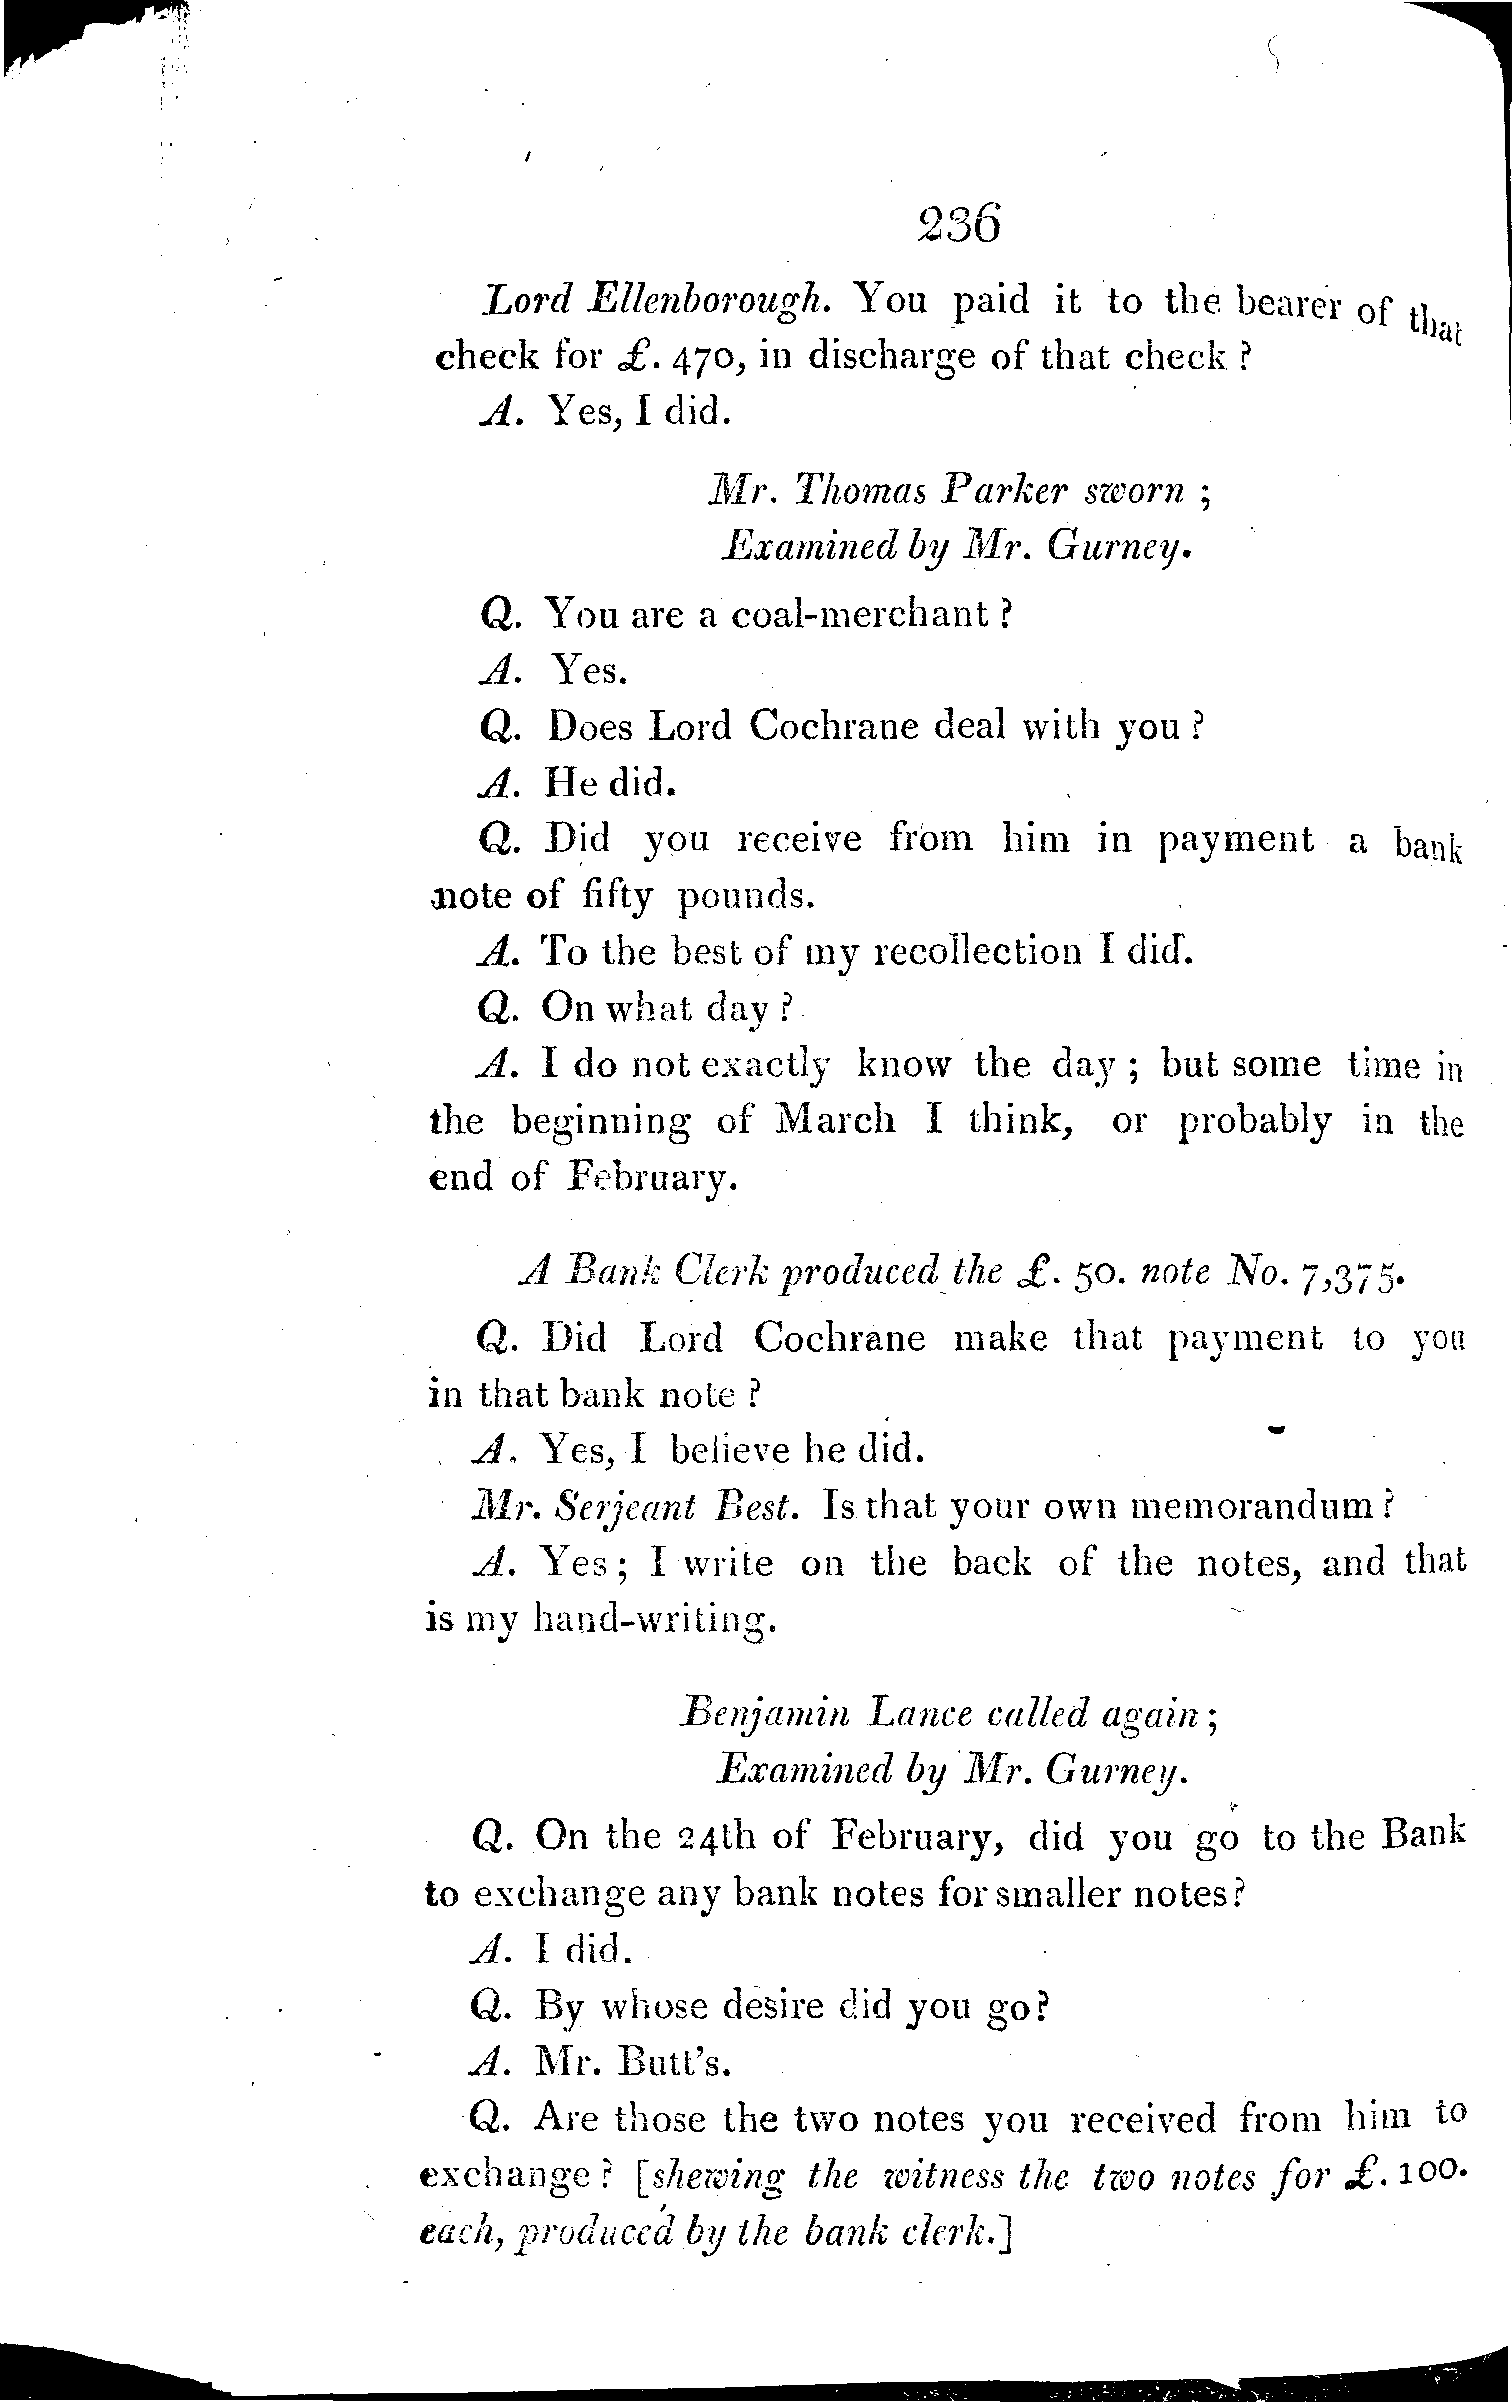 236
Lord Ellenborough. You paid it to the bearer of that
check for £. 470, in discharge of that check ?
A. Yes, I did.
Mr. Thomas Parker sworn ;
Examined by Mr. Gurney.
Q. You are a coal-merchant ?
A. Yes.
Q. Does Lord Cochrane deal with you ?
A. He did.
Q. Did you receive from him in payment a bank
note of fifty pounds.
A. To the best of my recollection I did.
Q. On what day ?
A. I do not exactly know the day ; but some time in
the beginning of March I think, or probably in the
end of February.
A Bank Clerk produced the £. 50. note No. 7,375.
Q. Did Lord Cochrane make that payment to you
in that bank note ?
A. Yes, I believe he did.
Mr. Serjeant Best. Is that your own memorandum ?
A. Yes ; I write on the back of the notes, and that
is my hand-writing.
Benjamin Lance called again ;
Examined by Mr. Gurney.
Q. On the 24th of February, did you go to the Bank
to exchange any bank notes for smaller notes?
A. I did.
Q. By whose desire did you go?
A. Mr. Butt's.
Q. Are those the two notes you received from him to
exchange ? [shewing the witness the two notes for £. 100.
each, produced by the bank clerk.]